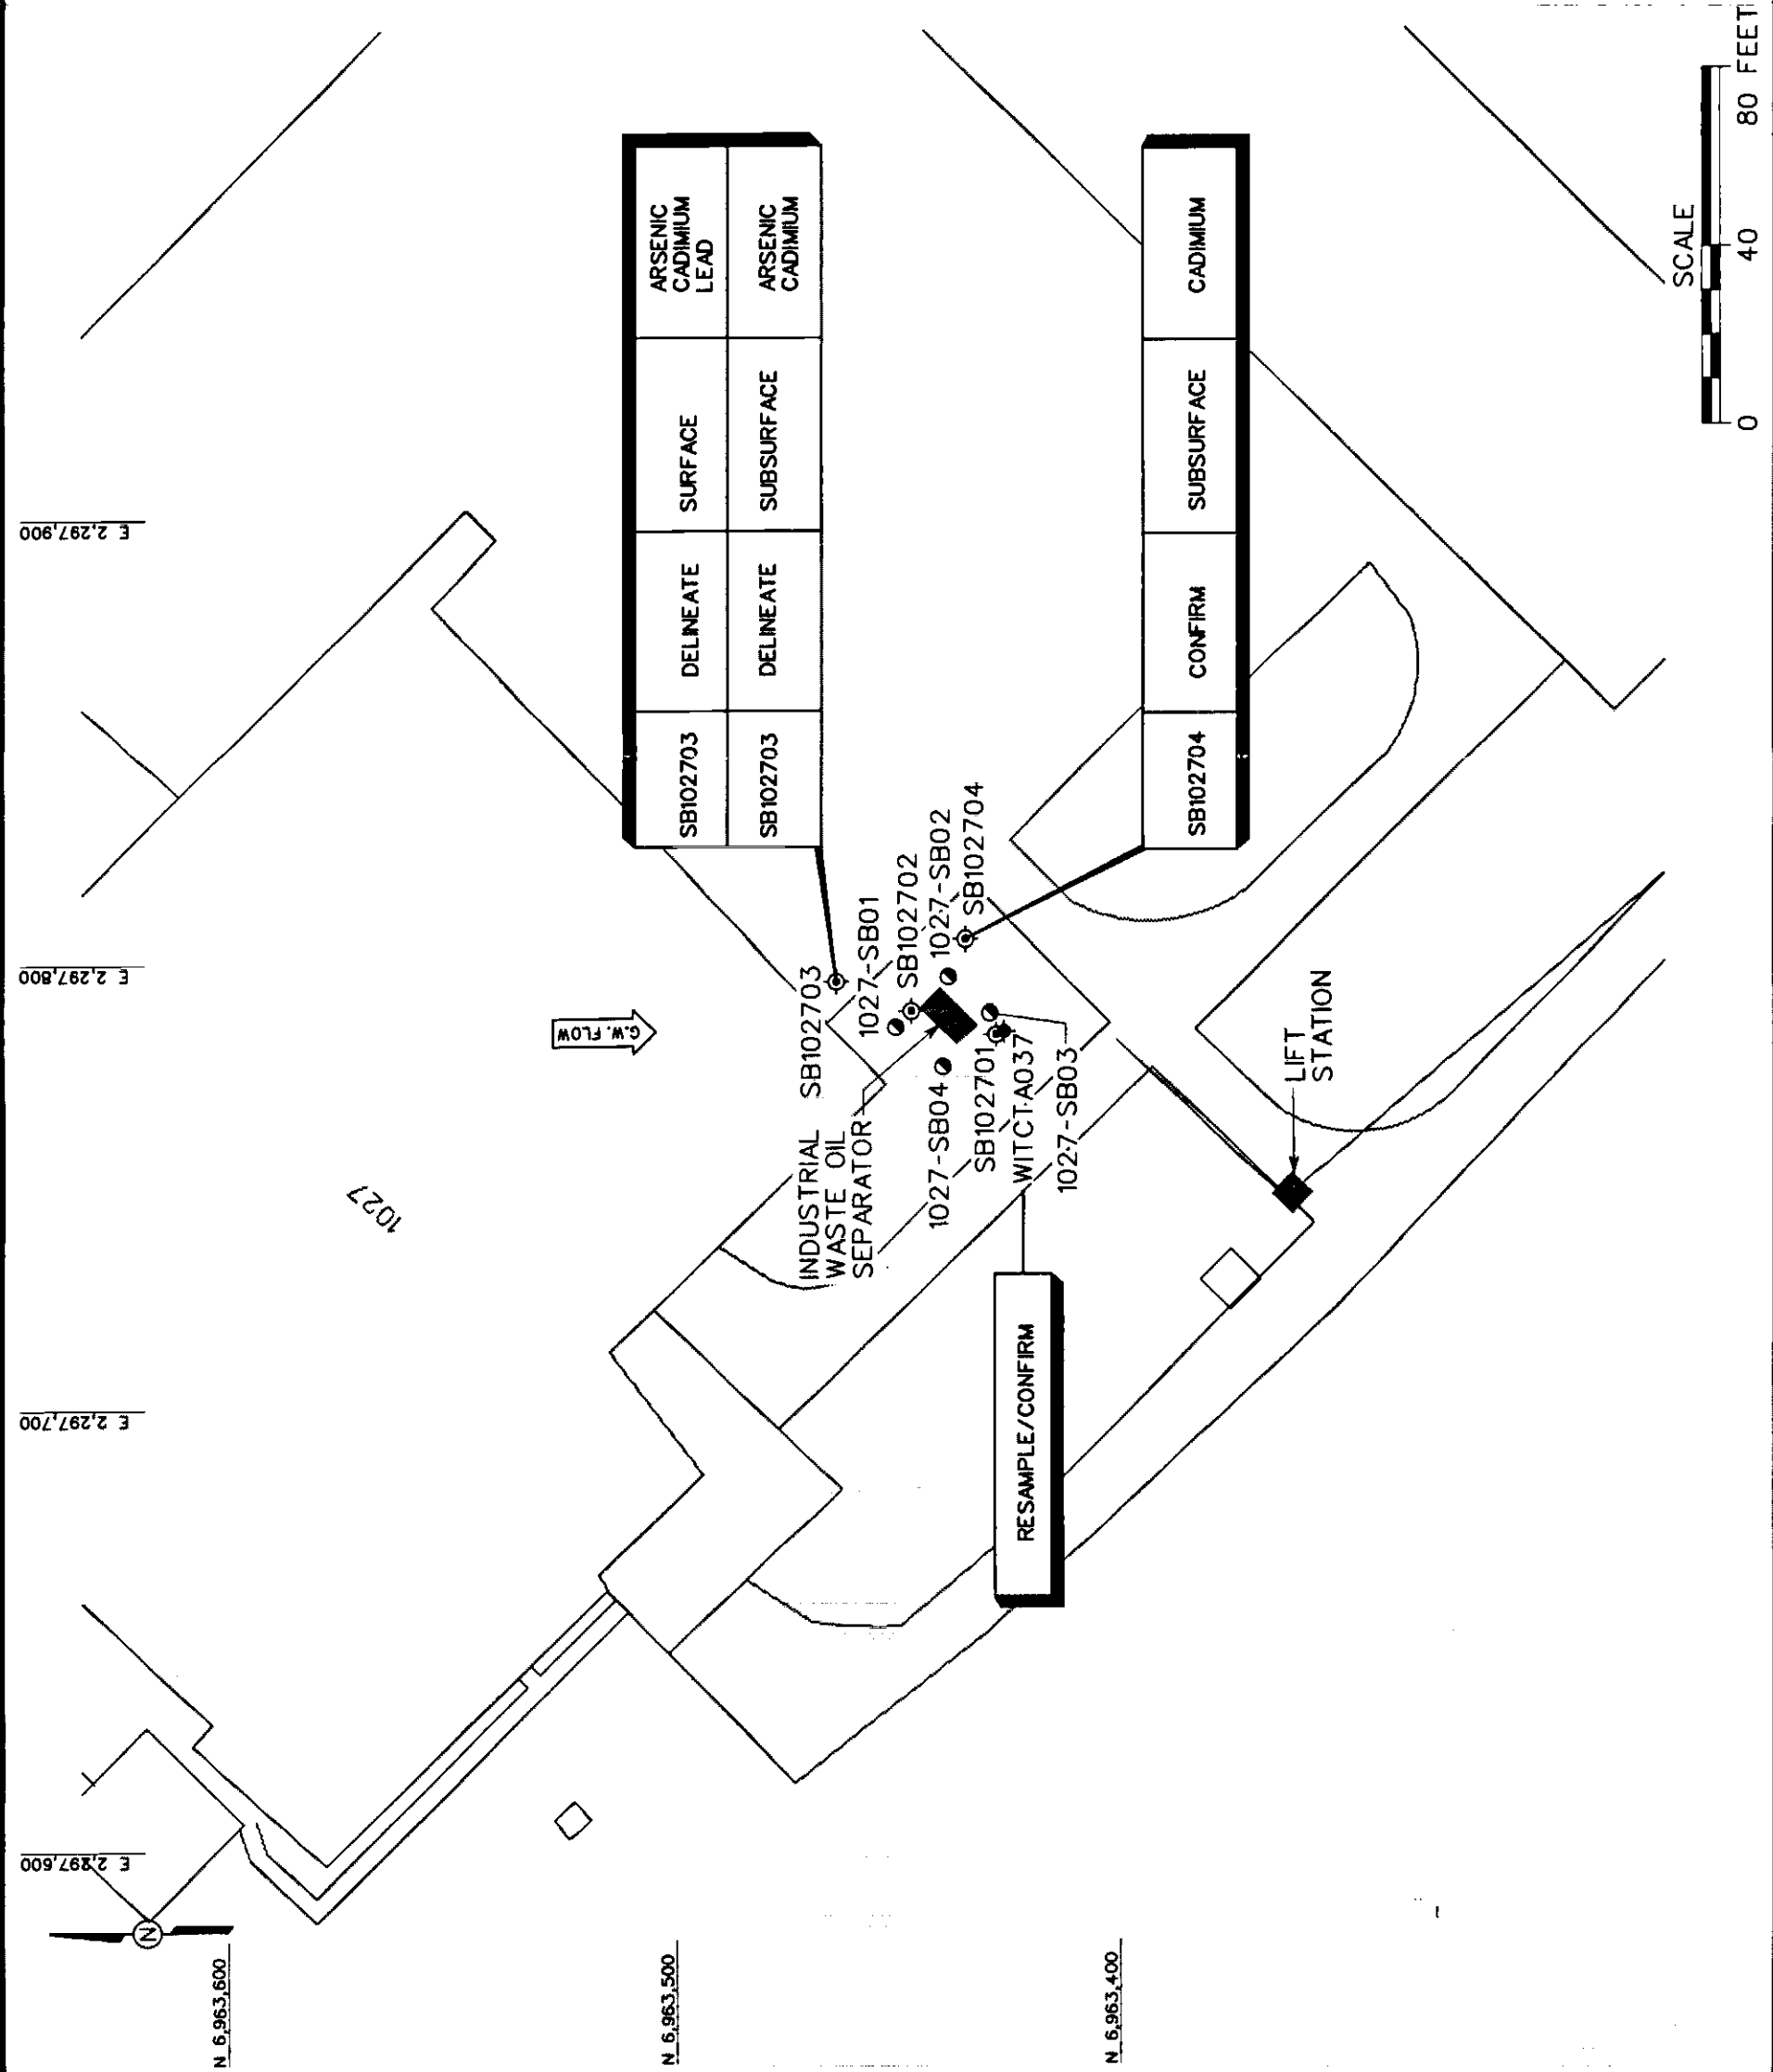 E 2,297,600
E 2,297,700
E 2,297,800
E 2,297,900
N
N 6,963,600
N 6,963,500
N 6,963,400
1027
G.W. FLOW
SB102703
DELINEATE
SURFACE
ARSENIC
CADIMIUM
LEAD
SB102703
DELINEATE
SUBSURFACE
ARSENIC
CADIMIUM
INDUSTRIAL
WASTE OIL
SEPARATOR
SB102703
1027-SB01
SB102702
1027-SB02
SB102704
1027-SB04
SB102701
WITCTA037
1027-SB03
RESAMPLE/CONFIRM
SB102704
CONFIRM
SUBSURFACE
CADIMIUM
LIFT
STATION
SCALE
0 40 80 FEET